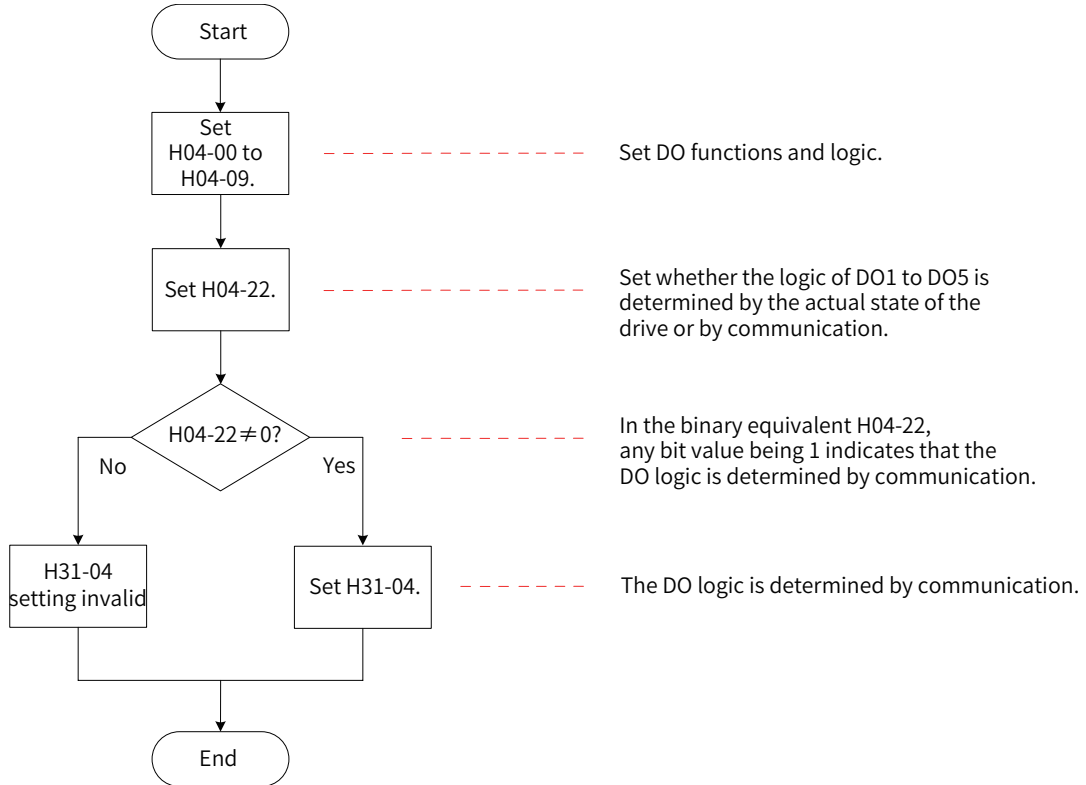 Start
Set
H04-00 to
H04-09.
Set DO functions and logic.
Set H04-22.
Set whether the logic of DO1 to DO5 is
determined by the actual state of the
drive or by communication.
H04-22≠0?
In the binary equivalent H04-22,
any bit value being 1 indicates that the
DO logic is determined by communication.
No
Yes
H31-04
setting invalid
Set H31-04.
The DO logic is determined by communication.
End